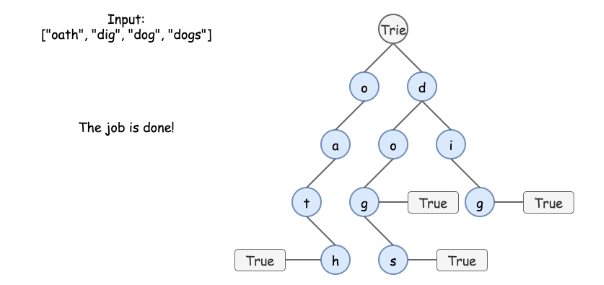 Input:
["oath", "dig", "dog", "dogs"]
Trie
o
d
The job is done!
a
o
i
t
g
True
g
True
True
h
s
True